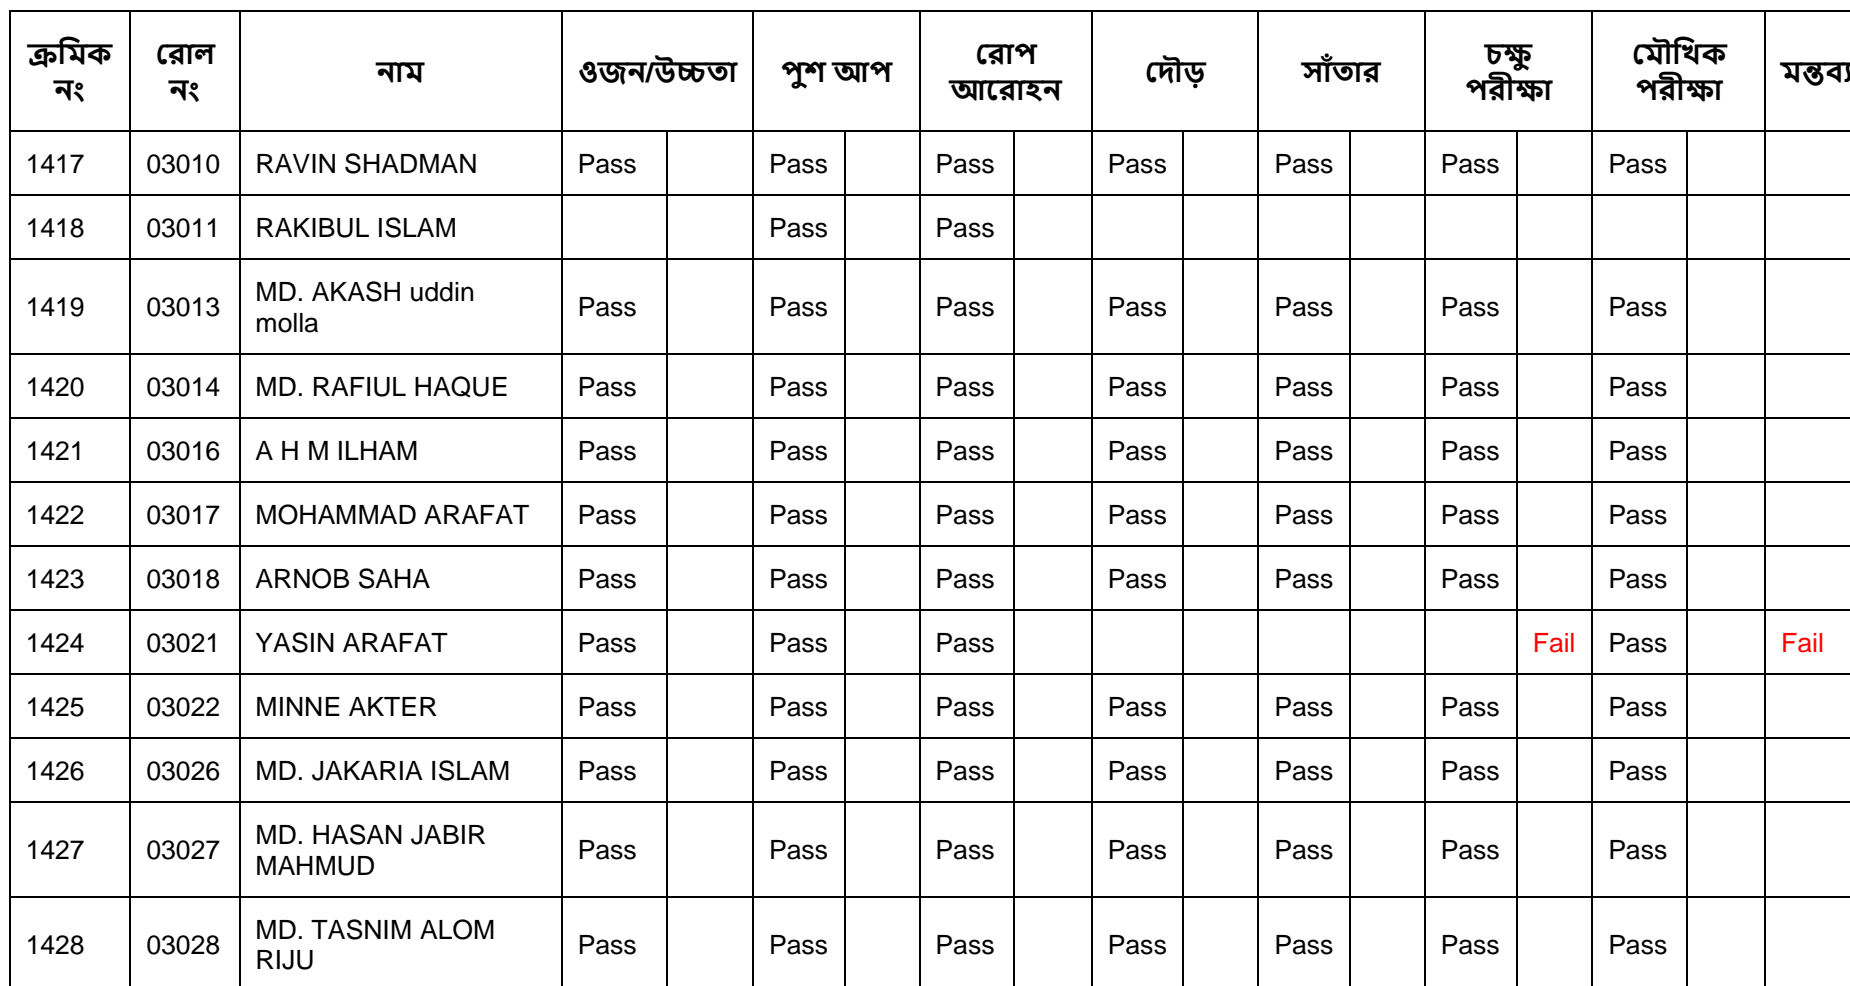 ক্রমিক নং রোল নং নাম ওজন/উচ্চতা পুশ আপ রোপ আরোহন দৌড় সাঁতার চক্ষু পরীক্ষা মৌখিক পরীক্ষা মন্তব্য
1417 03010 RAVIN SHADMAN Pass Pass Pass Pass Pass Pass Pass
1418 03011 RAKIBUL ISLAM Pass Pass
1419 03013 MD. AKASH uddin molla Pass Pass Pass Pass Pass Pass Pass
1420 03014 MD. RAFIUL HAQUE Pass Pass Pass Pass Pass Pass Pass
1421 03016 A H M ILHAM Pass Pass Pass Pass Pass Pass Pass
1422 03017 MOHAMMAD ARAFAT Pass Pass Pass Pass Pass Pass Pass
1423 03018 ARNOB SAHA Pass Pass Pass Pass Pass Pass Pass
1424 03021 YASIN ARAFAT Pass Pass Pass Fail Pass Fail
1425 03022 MINNE AKTER Pass Pass Pass Pass Pass Pass Pass
1426 03026 MD. JAKARIA ISLAM Pass Pass Pass Pass Pass Pass Pass
1427 03027 MD. HASAN JABIR MAHMUD Pass Pass Pass Pass Pass Pass Pass
1428 03028 MD. TASNIM ALOM RIJU Pass Pass Pass Pass Pass Pass Pass